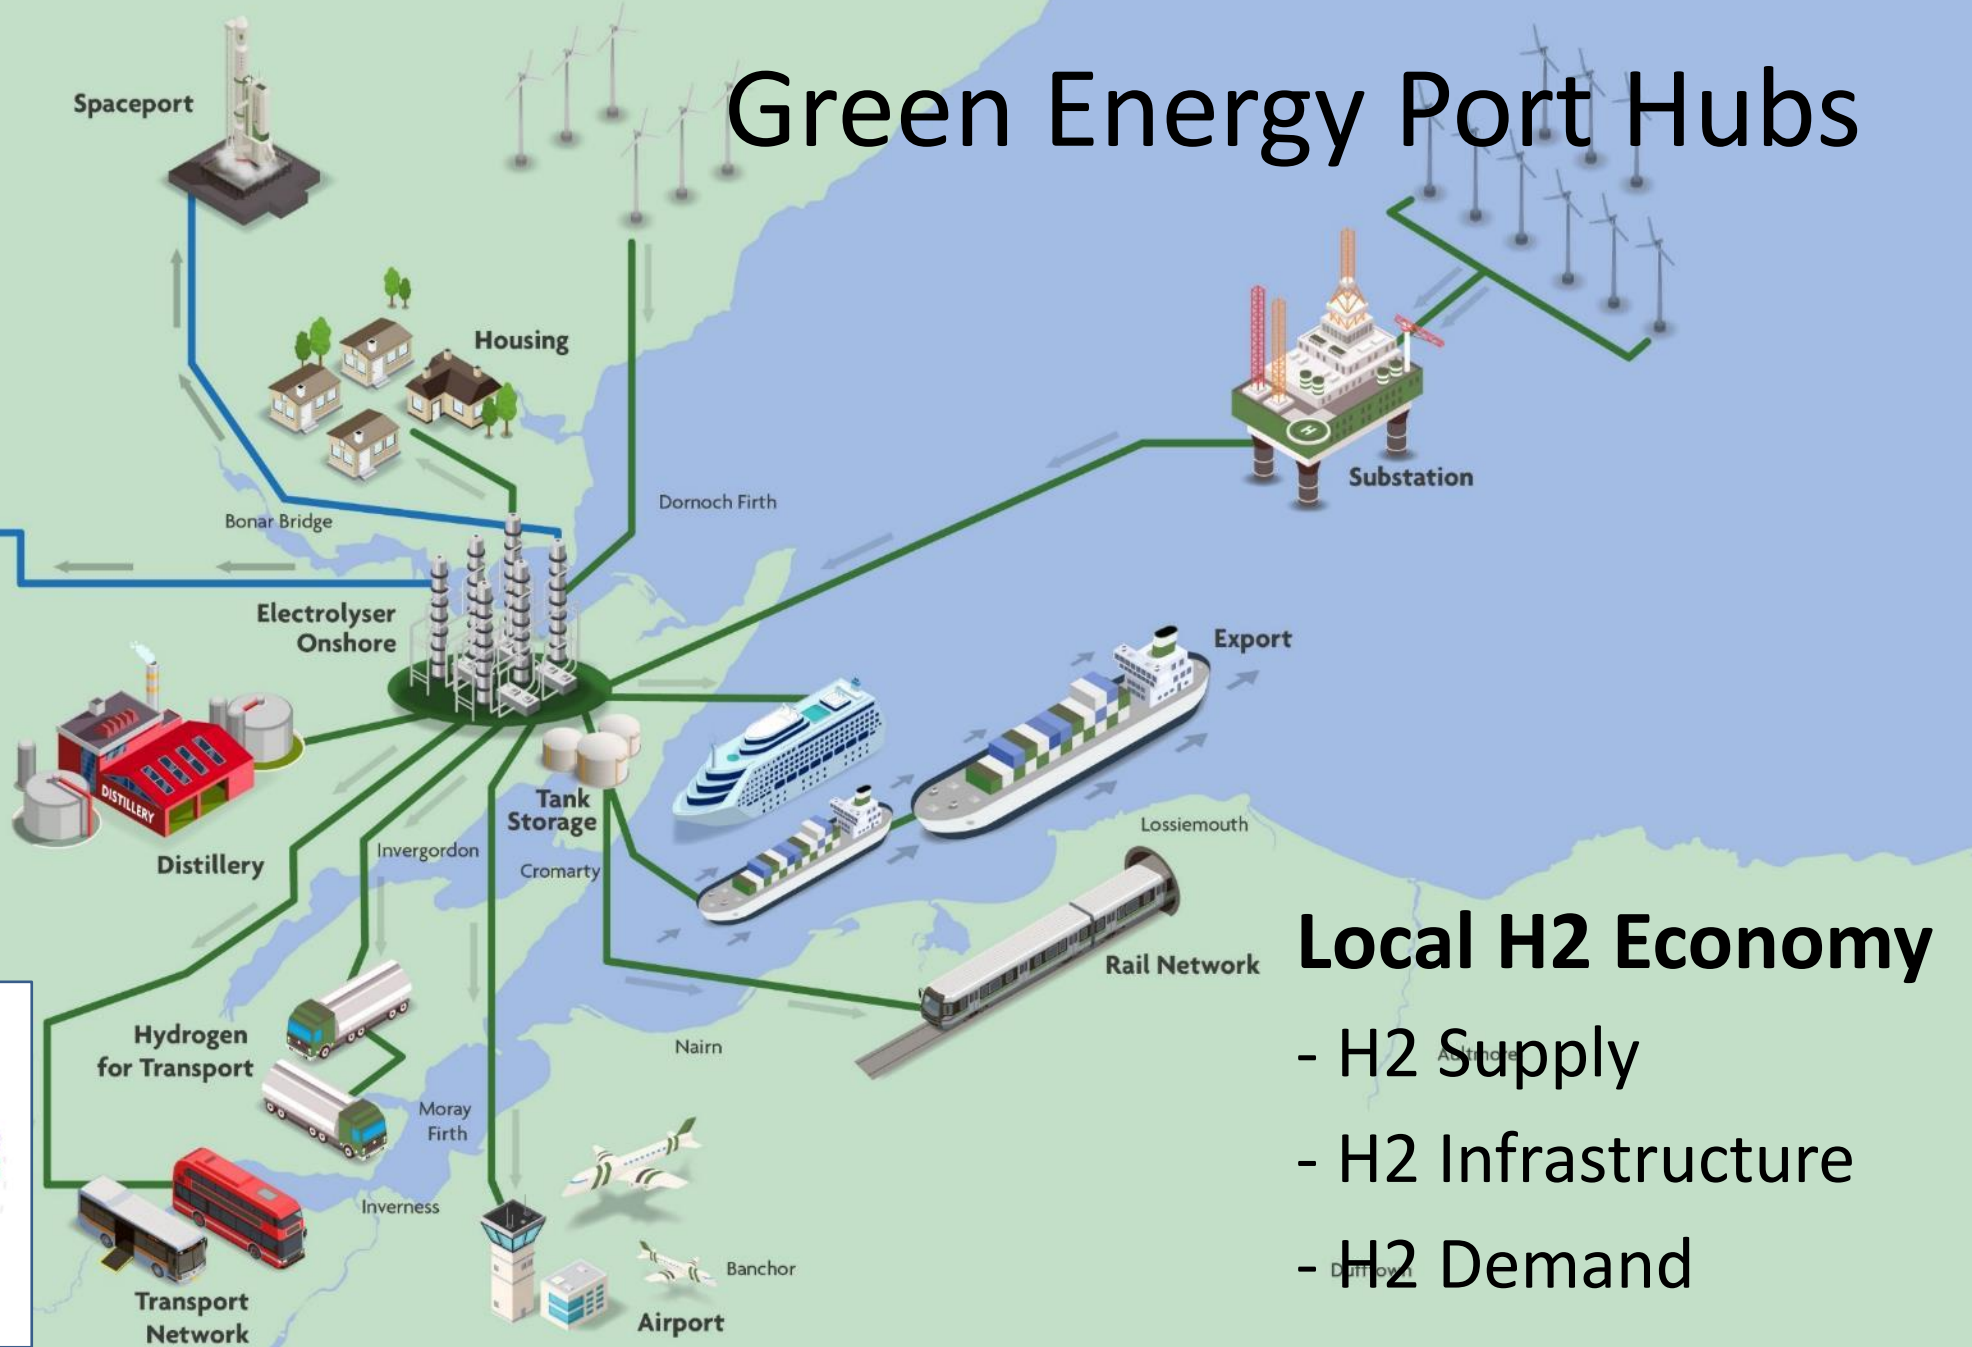 Green Energy Port Hubs
Spaceport
Housing
Substation
Dornoch Firth
Bonar Bridge
Electrolyser
Onshore
Export
H
DISTILLERY
Distillery
Tank
Storage
Invergordon
Cromarty
Lossiemouth
Rail Network
Local H2 Economy
- H2 Supply
Aultmore
- H2 Infrastructure
- H2 Demand
Dufftown
Hydrogen
for Transport
Nairn
Moray
Firth
Inverness
Banchor
Airport
Transport
Network